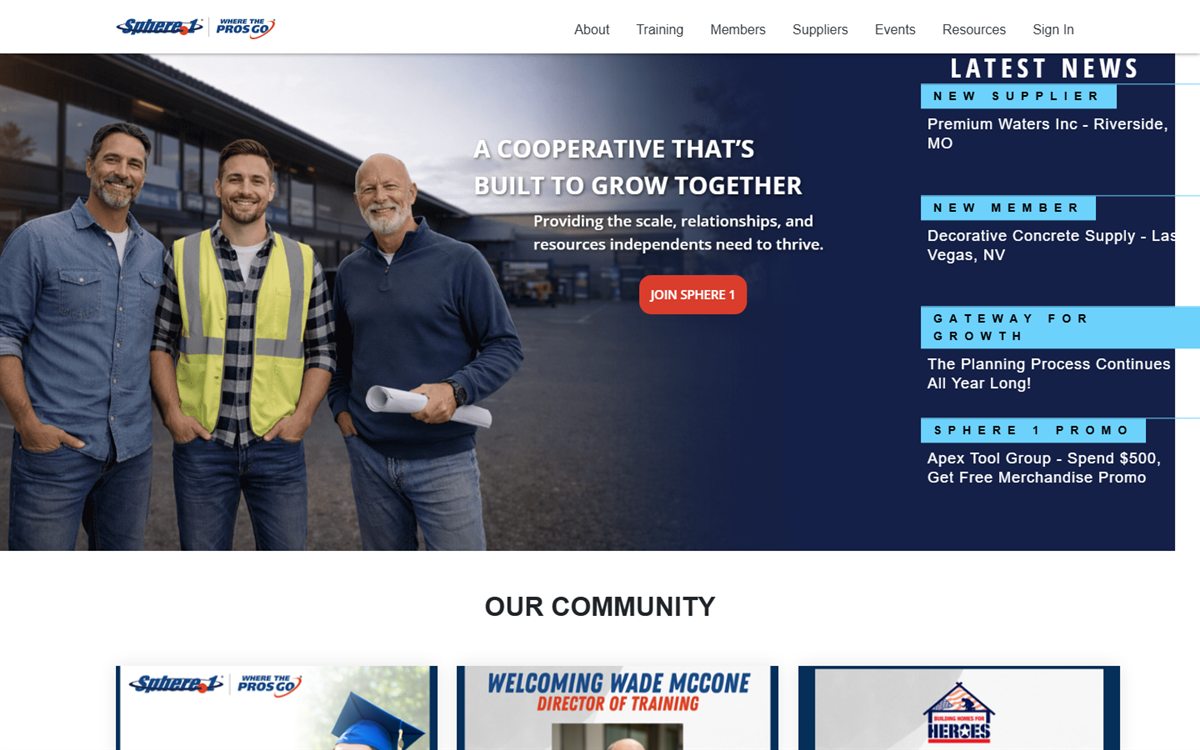 Sphere 1
WHERE THE
PROS GO
About
Training
Members
Suppliers
Events
Resources
Sign In
A COOPERATIVE THAT'S
BUILT TO GROW TOGETHER
Providing the scale, relationships, and
resources independents need to thrive.
JOIN SPHERE 1
LATEST NEWS
NEW SUPPLIER
Premium Waters Inc - Riverside,
MO
NEW MEMBER
Decorative Concrete Supply - Las
Vegas, NV
GATEWAY FOR
GROWTH
The Planning Process Continues
All Year Long!
SPHERE 1 PROMO
Apex Tool Group - Spend $500,
Get Free Merchandise Promo
OUR COMMUNITY
Sphere 1
WHERE THE
PROS GO
WELCOMING WADE MCCONE
DIRECTOR OF TRAINING
BUILDING HOMES FOR
HEROES